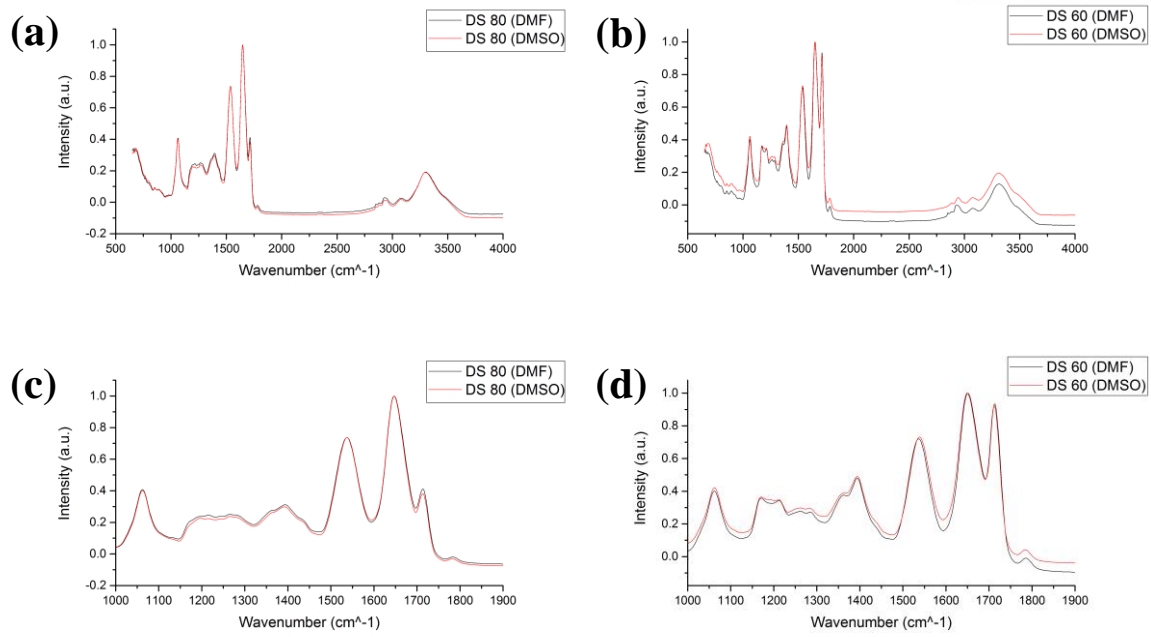 (a)
DS 80 (DMF)
DS 80 (DMSO)
1.0
0.8
0.6
0.4
0.2
0.0
-0.2
Intensity (a.u.)
500 1000 1500 2000 2500 3000 3500 4000
Wavenumber (cm^-1)
(b)
DS 60 (DMF)
DS 60 (DMSO)
1.0
0.8
0.6
0.4
0.2
0.0
Intensity (a.u.)
500 1000 1500 2000 2500 3000 3500 4000
Wavenumber (cm^-1)
(c)
DS 80 (DMF)
DS 80 (DMSO)
1.0
0.8
0.6
0.4
0.2
0.0
-0.2
Intensity (a.u.)
1000 1100 1200 1300 1400 1500 1600 1700 1800 1900
Wavenumber (cm^-1)
(d)
DS 60 (DMF)
DS 60 (DMSO)
1.0
0.8
0.6
0.4
0.2
0.0
Intensity (a.u.)
1000 1100 1200 1300 1400 1500 1600 1700 1800 1900
Wavenumber (cm^-1)